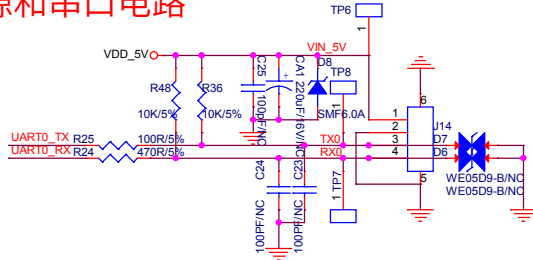 源和串口电路
TP6
1
VDD_5V
VIN_5V
C25
100pF/NC
CA1 220uF/16V/NC
+
D8
TP8
1
SMF6.0A
R48
R36
10K/5%
10K/5%
6
1
2
3
4
5
J14
UART0_TX
R25
100R/5%
TX0
D7
UART0_RX
R24
470R/5%
RX0
D6
C24
100PF/NC
C23
100PF/NC
TP7
1
WE05D9-B/NC
WE05D9-B/NC